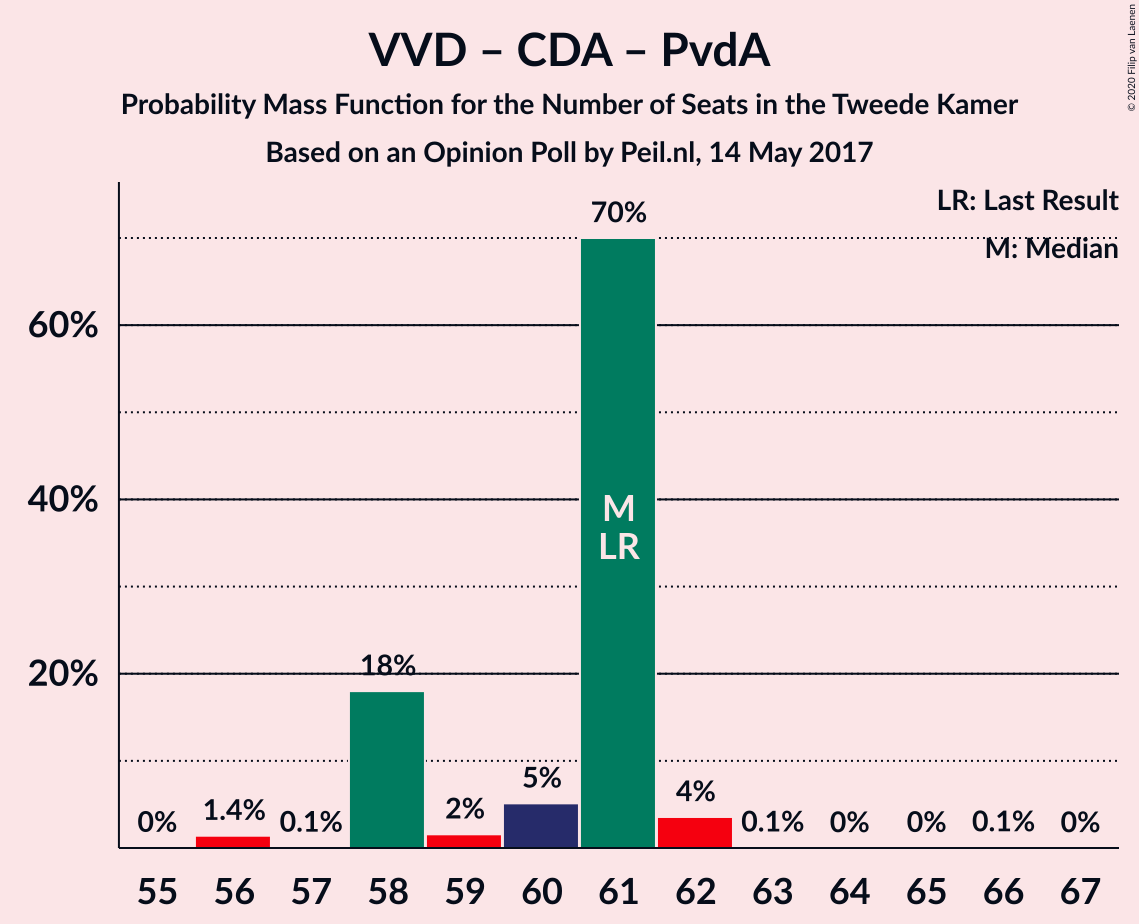 VVD – CDA – PvdA
Probability Mass Function for the Number of Seats in the Tweede Kamer
Based on an Opinion Poll by Peil.nl, 14 May 2017
© 2020 Filip van Laenen
LR: Last Result
M: Median
60%
40%
20%
0%
1.4%
0.1%
18%
2%
5%
70%
4%
0.1%
0%
0%
0.1%
0%
M
LR
55 56 57 58 59 60 61 62 63 64 65 66 67